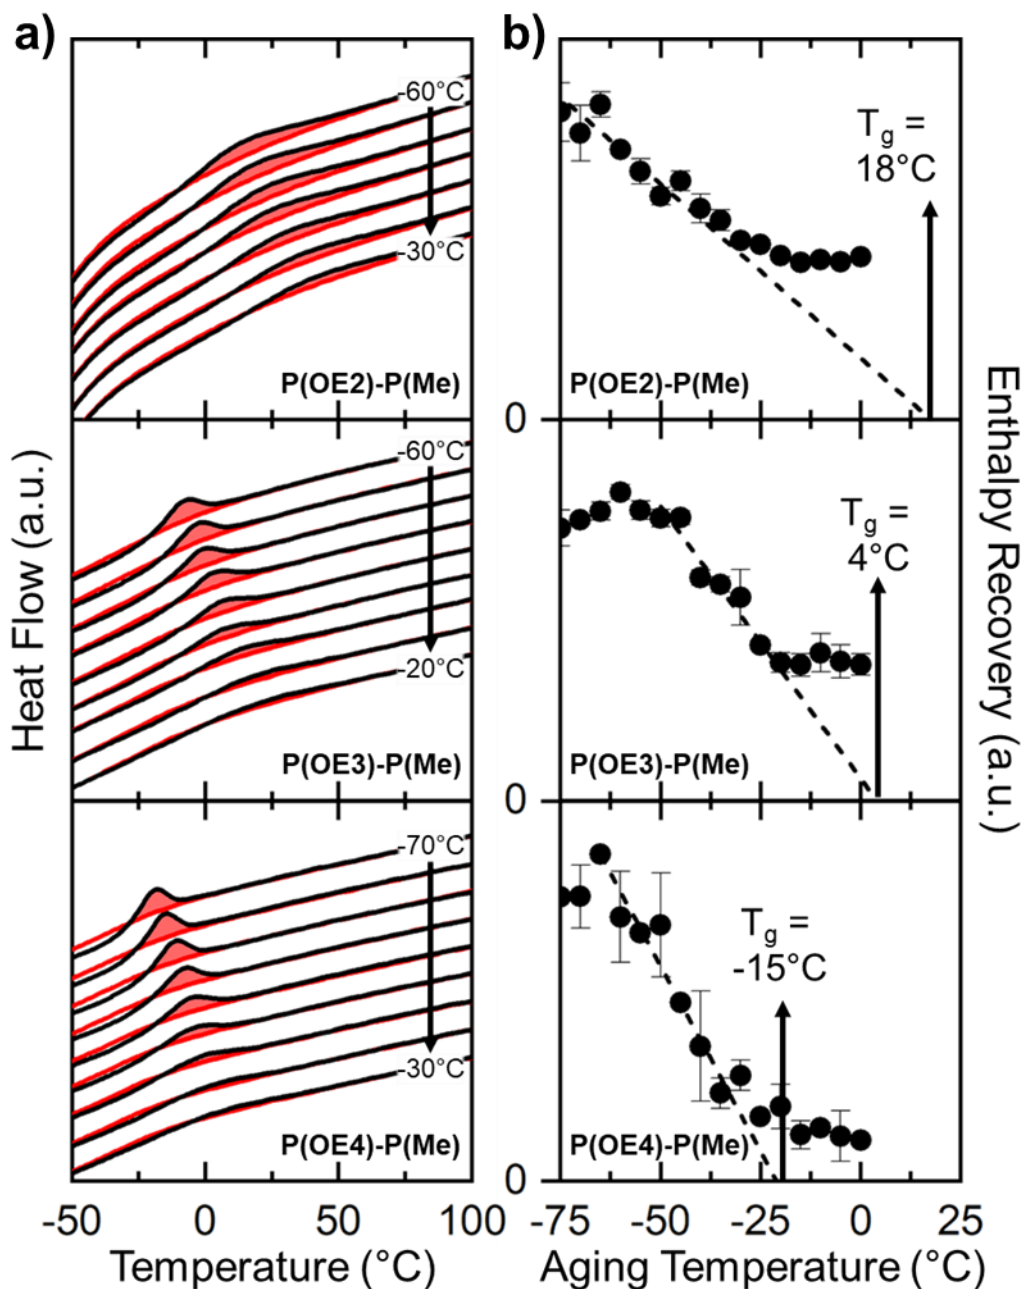 a)
b)
Heat Flow (a.u.)
-60°C
-30°C
P(OE2)-P(Me)
-60°C
-20°C
P(OE3)-P(Me)
-70°C
-30°C
P(OE4)-P(Me)
-50
0
50
100
Temperature (°C)
T_g =
18°C
P(OE2)-P(Me)
0
T_g =
4°C
P(OE3)-P(Me)
0
T_g =
-15°C
P(OE4)-P(Me)
0
-75
-50
-25
0
25
Aging Temperature (°C)
Enthalpy Recovery (a.u.)